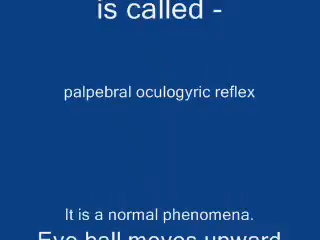 is called -
palpebral oculogyric reflex
It is a normal phenomena.
Eye ball moves upward